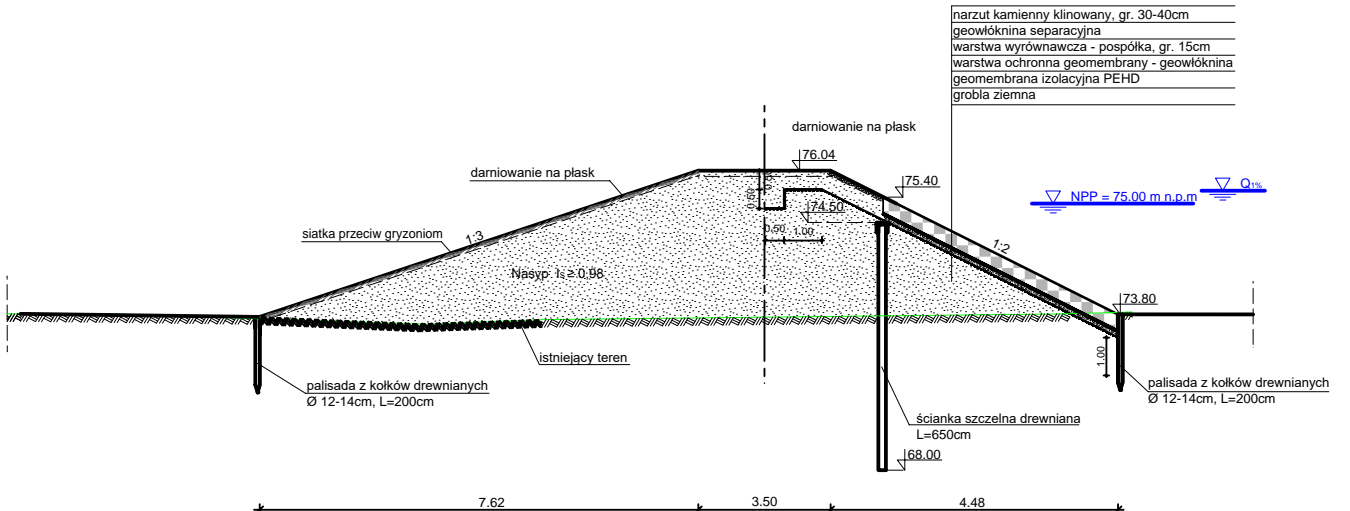 narzut kamienny klinowany, gr. 30-40cm
geowłóknina separacyjna
warstwa wyrównawcza - pospółka, gr. 15cm
warstwa ochronna geomembrany - geowłóknina
geomembrana izolacyjna PEHD
grobla ziemna
darniowanie na płask
76.04
darniowanie na płask
75.40
NPP = 75.00 m n.p.m
Q1%
0.50
74.50
siatka przeciw gryzoniom
1:3
0.50
1.00
1:2
Nasyp Is ≥ 0.98
73.80
istniejący teren
1.00
palisada z kołków drewnianych
Ø 12-14cm, L=200cm
palisada z kołków drewnianych
Ø 12-14cm, L=200cm
ścianka szczelna drewniana
L=650cm
68.00
7.62
3.50
4.48